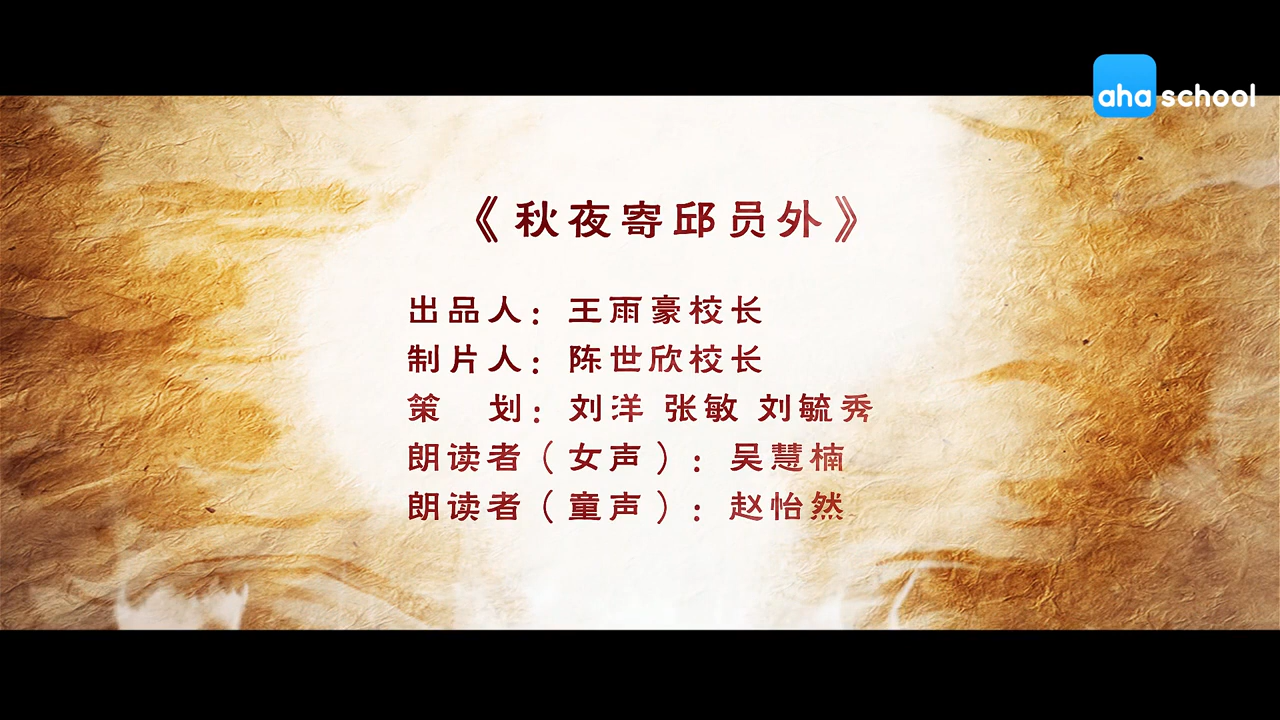 aha school
《秋夜寄邱员外》
出品人：王雨豪校长
制片人：陈世欣校长
策 划：刘洋 张敏 刘毓秀
朗读者（女声）：吴慧楠
朗读者（童声）：赵怡然